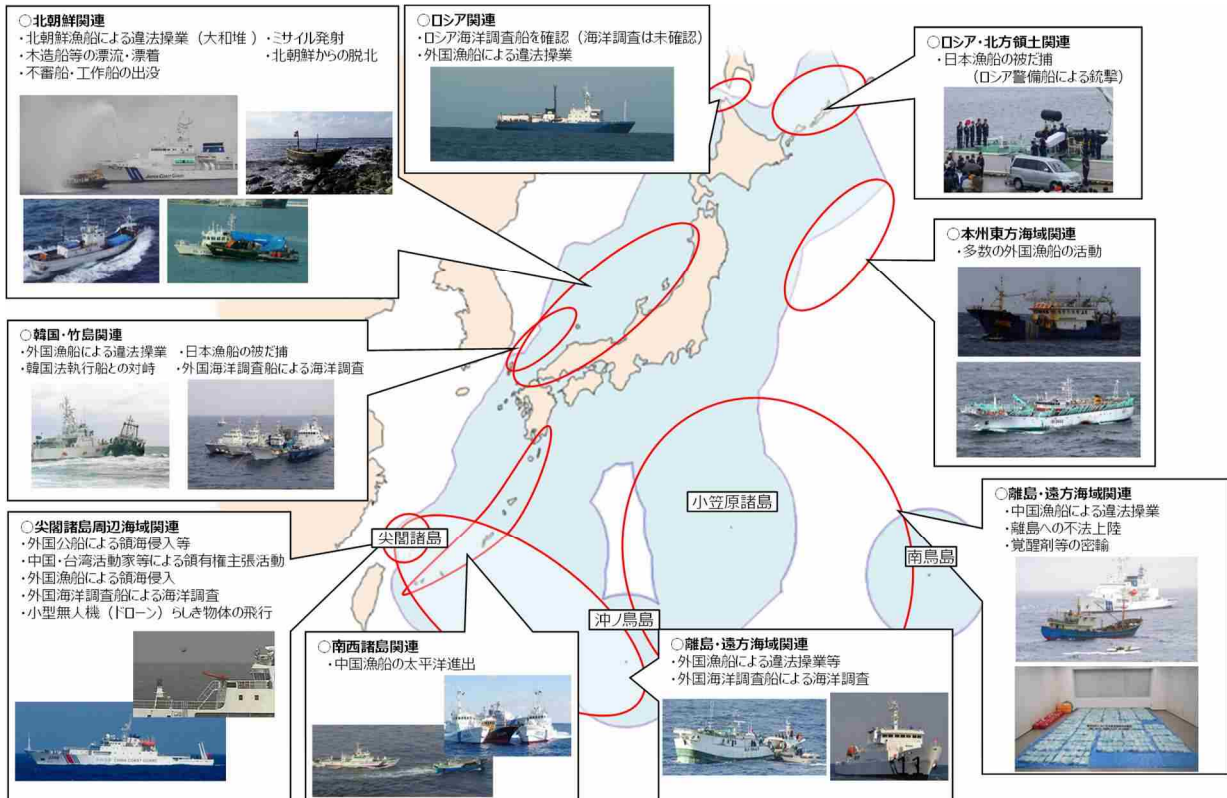 ○北朝鮮関連
・北朝鮮漁船による違法操業（大和堆） ・ミサイル発射
・木造船等の漂流・漂着 ・北朝鮮からの脱北
・不審船・工作船の出没
○ロシア関連
・ロシア海洋調査船を確認（海洋調査は未確認）
・外国漁船による違法操業
○ロシア・北方領土関連
・日本漁船の被だ捕
（ロシア警備船による銃撃）
○本州東方海域関連
・多数の外国漁船の活動
○韓国・竹島関連
・外国漁船による違法操業 ・日本漁船の被だ捕
・韓国法執行船との対峙 ・外国海洋調査船による海洋調査
○尖閣諸島周辺海域関連
・外国公船による領海侵入等
・中国・台湾活動家等による領有権主張活動
・外国漁船による領海侵入
・外国海洋調査船による海洋調査
・小型無人機（ドローン）らしき物体の飛行
尖閣諸島
小笠原諸島
南鳥島
沖ノ鳥島
○南西諸島関連
・中国漁船の太平洋進出
○離島・遠方海域関連
・外国漁船による違法操業等
・外国海洋調査船による海洋調査
○離島・遠方海域関連
・中国漁船による違法操業
・離島への不法上陸
・覚醒剤等の密輸
JAPAN COAST GUARD
CHINA COAST GUARD